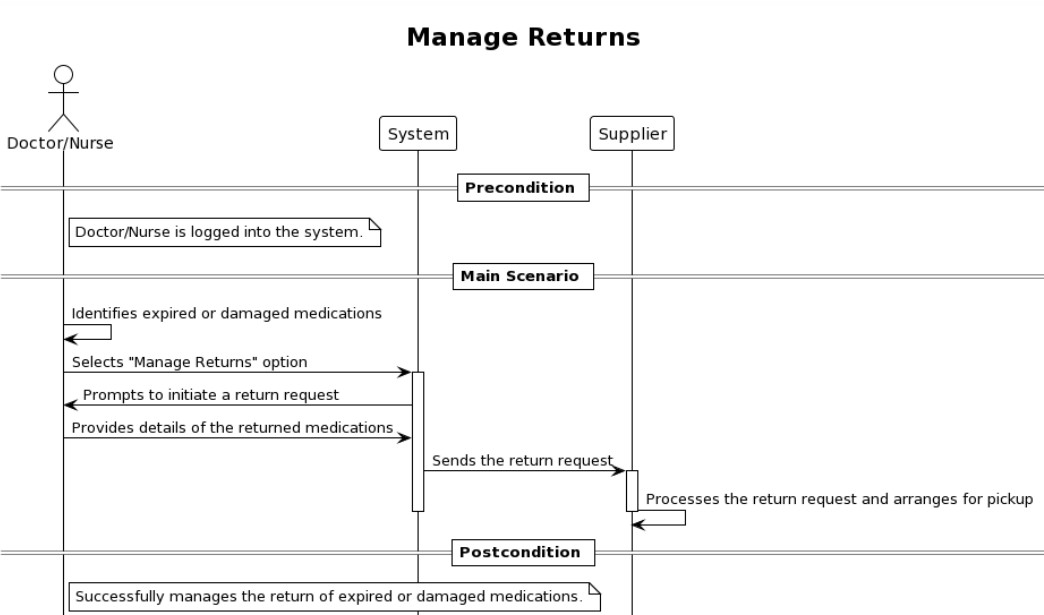 Manage Returns
Doctor/Nurse
System
Supplier
Precondition
Doctor/Nurse is logged into the system.
Main Scenario
Identifies expired or damaged medications
Selects "Manage Returns" option
Prompts to initiate a return request
Provides details of the returned medications
Sends the return request
Processes the return request and arranges for pickup
Postcondition
Successfully manages the return of expired or damaged medications.